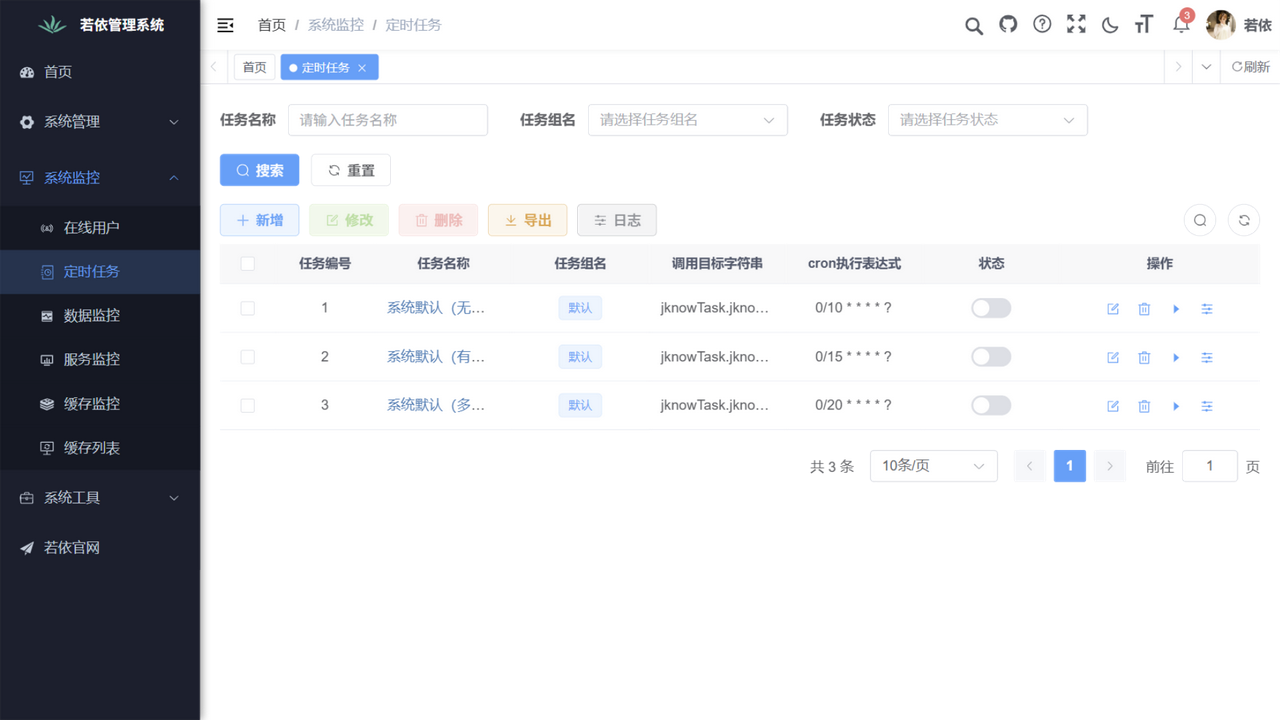 若依管理系统
首页
系统管理
系统监控
在线用户
定时任务
数据监控
服务监控
缓存监控
缓存列表
系统工具
若依官网
首页 / 系统监控 / 定时任务
3
若依
首页
定时任务
刷新
任务名称 请输入任务名称 任务组名 请选择任务组名 任务状态 请选择任务状态
搜索 重置
新增 修改 删除 导出 日志
任务编号 任务名称 任务组名 调用目标字符串 cron执行表达式 状态 操作
1 系统默认（无... 默认 jknowTask.jkno... 0/10 * * * * ?
2 系统默认（有... 默认 jknowTask.jkno... 0/15 * * * * ?
3 系统默认（多... 默认 jknowTask.jkno... 0/20 * * * * ?
共 3 条 10条/页 1 前往 1 页